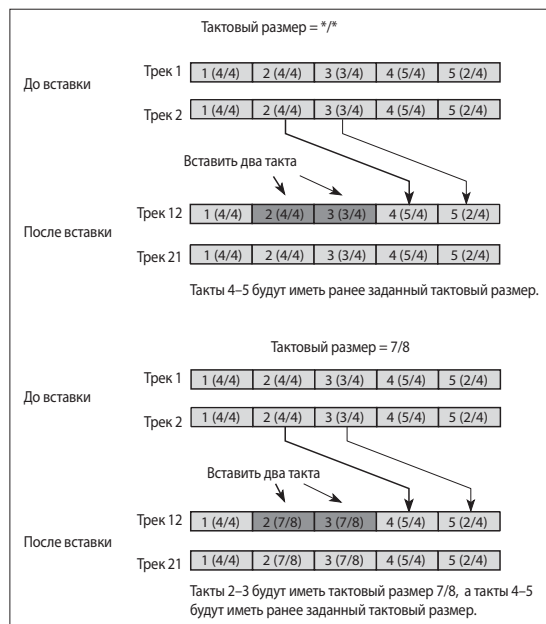 Тактовый размер = */*
До вставки
Трек 1 1 (4/4) 2 (4/4) 3 (3/4) 4 (5/4) 5 (2/4)
Трек 2 1 (4/4) 2 (4/4) 3 (3/4) 4 (5/4) 5 (2/4)
Вставить два такта
После вставки
Трек 12 1 (4/4) 2 (4/4) 3 (3/4) 4 (5/4) 5 (2/4)
Трек 21 1 (4/4) 2 (4/4) 3 (3/4) 4 (5/4) 5 (2/4)
Такты 4–5 будут иметь ранее заданный тактовый размер.
Тактовый размер = 7/8
До вставки
Трек 1 1 (4/4) 2 (4/4) 3 (3/4) 4 (5/4) 5 (2/4)
Трек 2 1 (4/4) 2 (4/4) 3 (3/4) 4 (5/4) 5 (2/4)
Вставить два такта
После вставки
Трек 12 1 (4/4) 2 (7/8) 3 (7/8) 4 (5/4) 5 (2/4)
Трек 21 1 (4/4) 2 (7/8) 3 (7/8) 4 (5/4) 5 (2/4)
Такты 2–3 будут иметь тактовый размер 7/8, а такты 4–5
будут иметь ранее заданный тактовый размер.